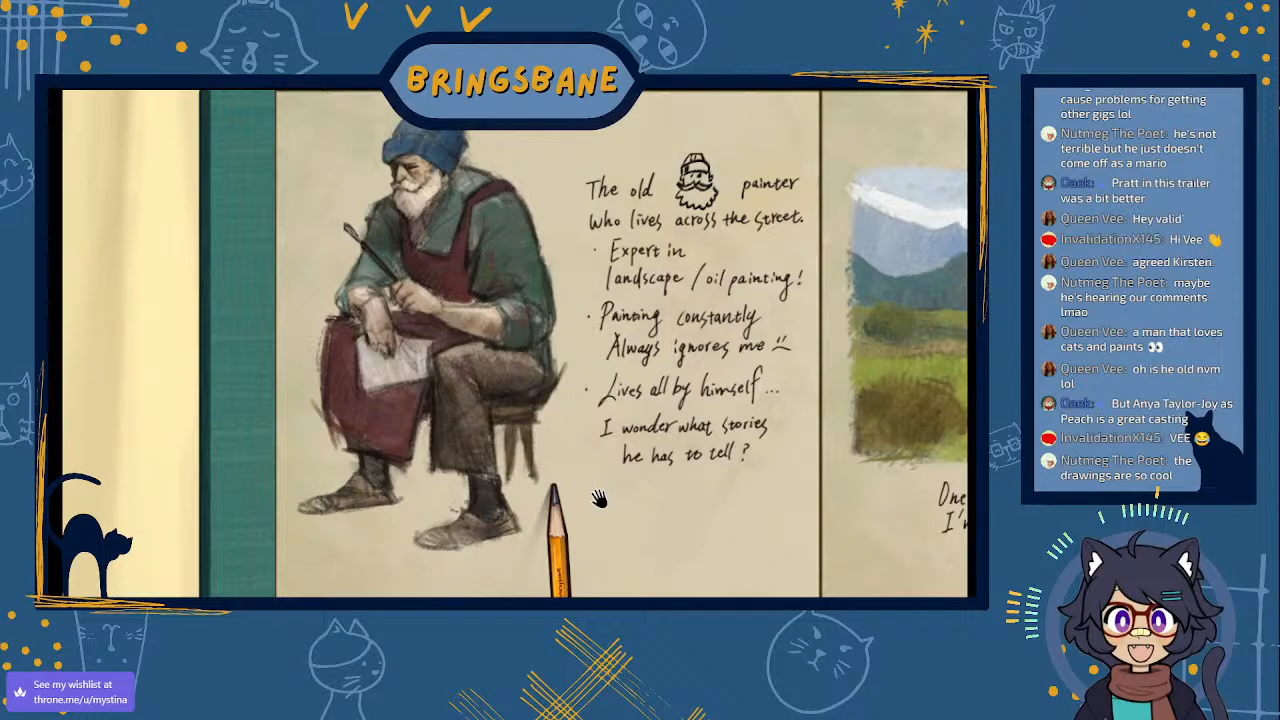 BRINGSBANE
The old painter
who lives across the street.
· Expert in
landscape / oil painting!
· Painting constantly
Always ignores me
· Lives all by himself...
I wonder what stories
he has to tell?
One
I'
cause problems for getting
other gigs lol
Nutmeg The Poet: he's not
terrible but he just doesn't
come off as a mario
Caek: Pratt in this trailer
was a bit better
Queen Vee: Hey valid'
InvalidationX145: Hi Vee 👋
Queen Vee: agreed Kirsten.
Nutmeg The Poet: maybe
he's hearing our comments
lmao
Queen Vee: a man that loves
cats and paints 👀
Queen Vee: oh is he old nvm
lol
Caek: But Anya Taylor-Joy as
Peach is a great casting
InvalidationX145: VEE 😂
Nutmeg The Poet: the
drawings are so cool
See my wishlist at
throne.me/u/mystina